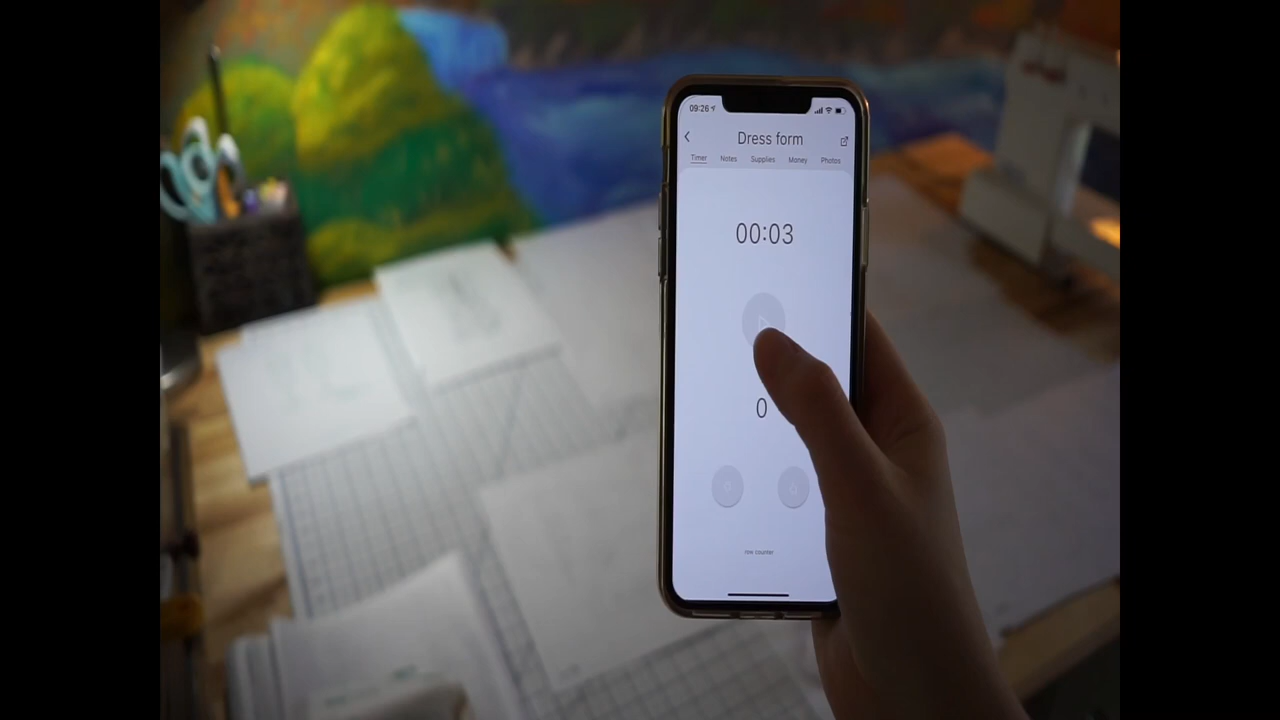 09:26
Dress form
Timer Notes Supplies Money Photos
00:03
0
row counter